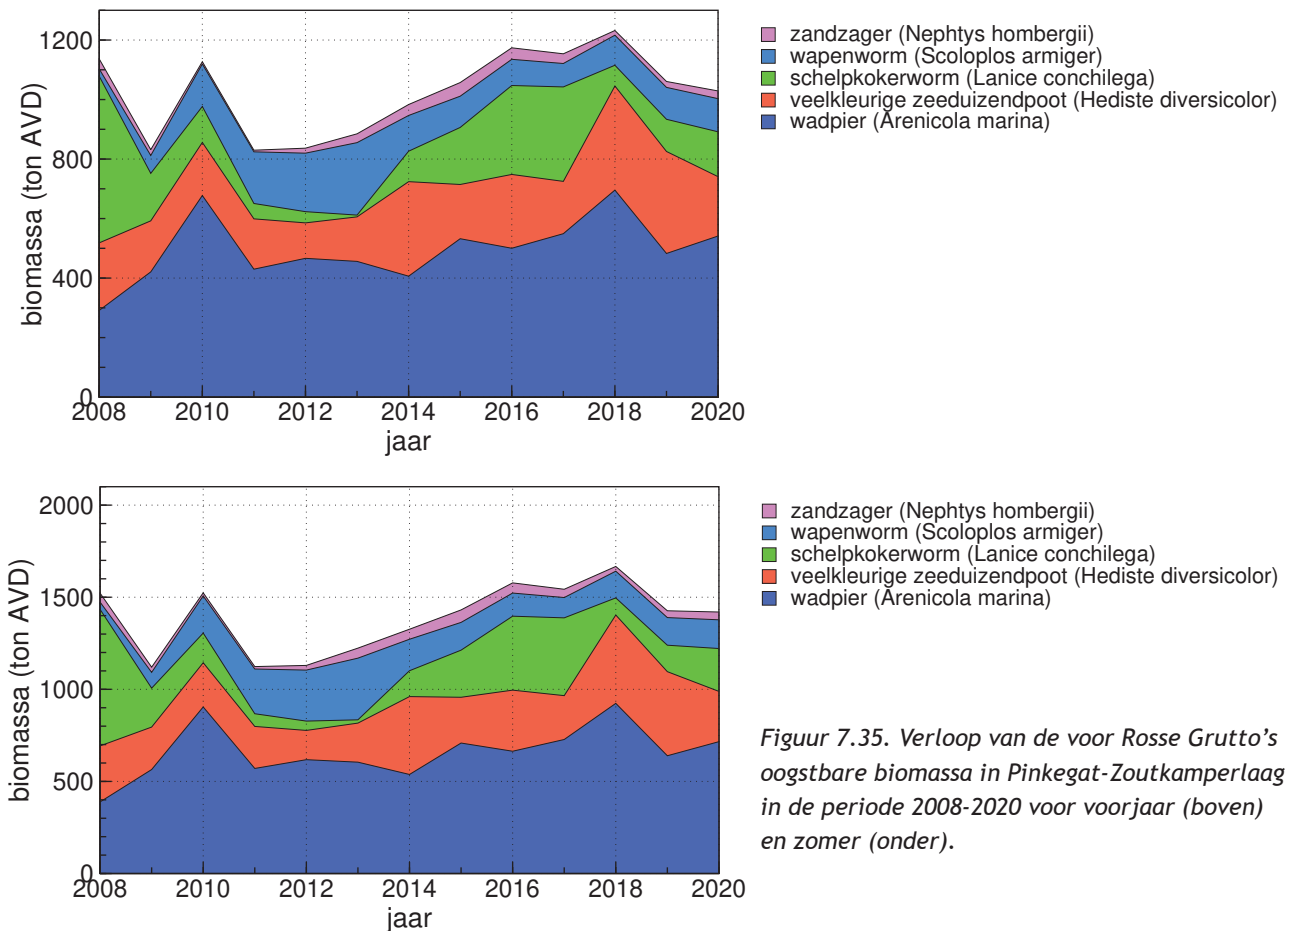 1200
800
400
0
biomassa (ton AVD)
2008 2010 2012 2014 2016 2018 2020
jaar
zandzager (Nephtys hombergii)
wapenworm (Scoloplos armiger)
schelpkokerworm (Lanice conchilega)
veelkleurige zeeduizendpoot (Hediste diversicolor)
wadpier (Arenicola marina)
2000
1500
1000
500
0
biomassa (ton AVD)
2008 2010 2012 2014 2016 2018 2020
jaar
zandzager (Nephtys hombergii)
wapenworm (Scoloplos armiger)
schelpkokerworm (Lanice conchilega)
veelkleurige zeeduizendpoot (Hediste diversicolor)
wadpier (Arenicola marina)
Figuur 7.35. Verloop van de voor Rosse Grutto's
oogstbare biomassa in Pinkegat-Zoutkamperlaag
in de periode 2008-2020 voor voorjaar (boven)
en zomer (onder).